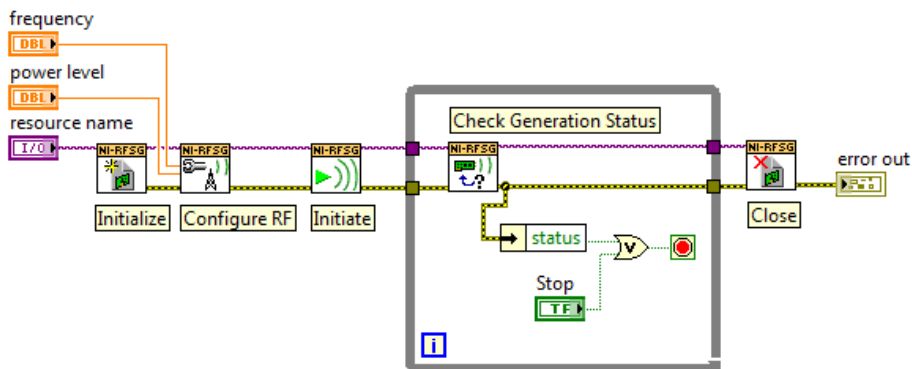 frequency
DBL
power level
DBL
resource name
I/O
NI-RFSG
Initialize
NI-RFSG
Configure RF
NI-RFSG
Initiate
Check Generation Status
NI-RFSG
?
status
V
Stop
TF
i
NI-RFSG
Close
error out